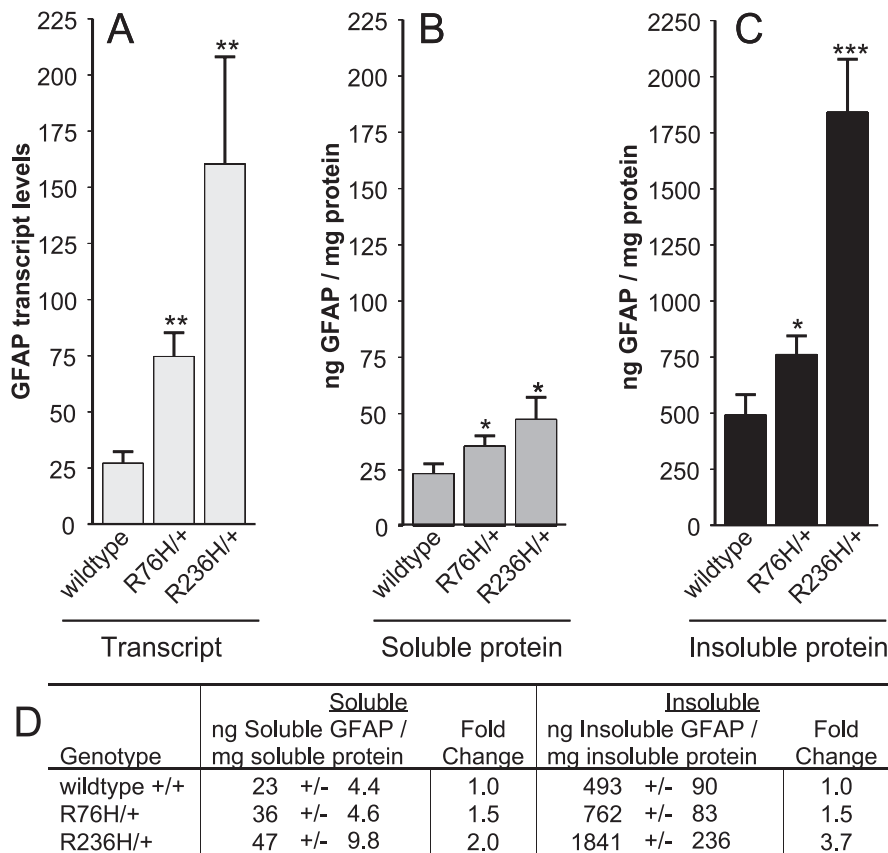 A
GFAP transcript levels
225
200
175
150
125
100
75
50
25
0
**
**
wildtype
R76H/+
R236H/+
Transcript
B
ng GFAP / mg protein
225
200
175
150
125
100
75
50
25
0
*
*
wildtype
R76H/+
R236H/+
Soluble protein
C
ng GFAP / mg protein
2250
2000
1750
1500
1250
1000
750
500
250
0
*
***
wildtype
R76H/+
R236H/+
Insoluble protein
D
Soluble Insoluble
ng Soluble GFAP / Fold ng Insoluble GFAP / Fold
Genotype mg soluble protein Change mg insoluble protein Change
wildtype +/+ 23 +/- 4.4 1.0 493 +/- 90 1.0
R76H/+ 36 +/- 4.6 1.5 762 +/- 83 1.5
R236H/+ 47 +/- 9.8 2.0 1841 +/- 236 3.7